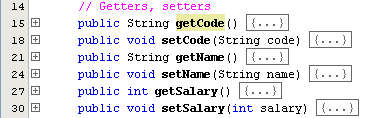 14 // Getters, setters
15 public String getCode() {...}
18 public void setCode(String code) {...}
21 public String getName() {...}
24 public void setName(String name) {...}
27 public int getSalary() {...}
30 public void setSalary(int salary) {...}